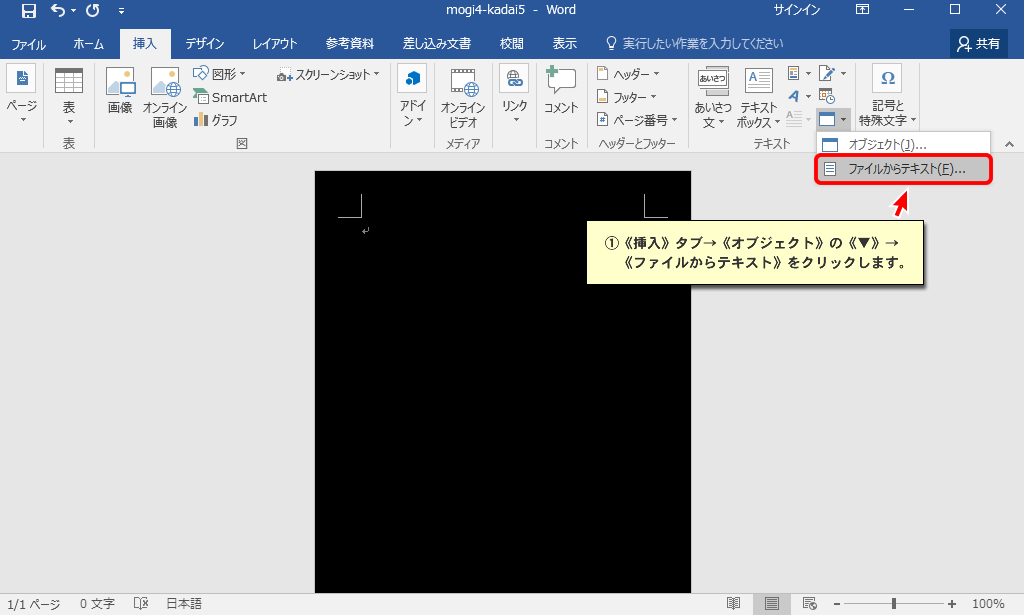 mogi4-kadai5 - Word
サインイン
ファイル ホーム 挿入 デザイン レイアウト 参考資料 差し込み文書 校閲 表示 実行したい作業を入力してください 共有
ページ
表
画像
オンライン
画像
図形
SmartArt
グラフ
スクリーンショット
アドイ
ン
オンライン
ビデオ
リンク
コメント
ヘッダー
フッター
ページ番号
あいさつ
あいさつ
文
テキスト
ボックス
記号と
特殊文字
表 図 メディア コメント ヘッダーとフッター テキスト
オブジェクト(J)...
ファイルからテキスト(F)...
①《挿入》タブ→《オブジェクト》の《▼》→
《ファイルからテキスト》をクリックします。
1/1 ページ 0 文字 日本語 100%